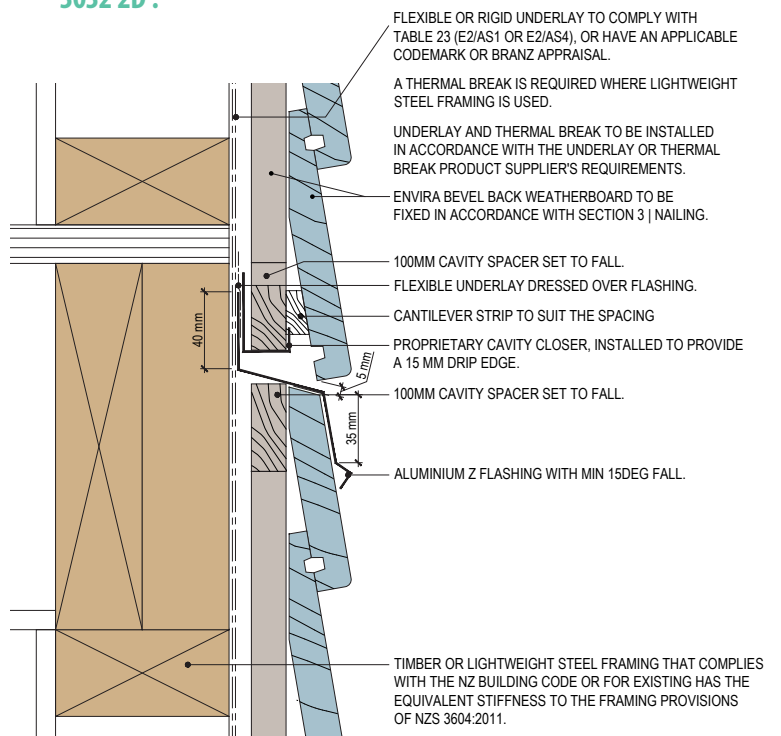 FLEXIBLE OR RIGID UNDERLAY TO COMPLY WITH
TABLE 23 (E2/AS1 OR E2/AS4), OR HAVE AN APPLICABLE
CODEMARK OR BRANZ APPRAISAL.
A THERMAL BREAK IS REQUIRED WHERE LIGHTWEIGHT
STEEL FRAMING IS USED.
UNDERLAY AND THERMAL BREAK TO BE INSTALLED
IN ACCORDANCE WITH THE UNDERLAY OR THERMAL
BREAK PRODUCT SUPPLIER'S REQUIREMENTS.
ENVIRA BEVEL BACK WEATHERBOARD TO BE
FIXED IN ACCORDANCE WITH SECTION 3 | NAILING.
100MM CAVITY SPACER SET TO FALL.
FLEXIBLE UNDERLAY DRESSED OVER FLASHING.
CANTILEVER STRIP TO SUIT THE SPACING
40 mm
PROPRIETARY CAVITY CLOSER, INSTALLED TO PROVIDE
A 15 MM DRIP EDGE.
5 mm
100MM CAVITY SPACER SET TO FALL.
35 mm
ALUMINIUM Z FLASHING WITH MIN 15DEG FALL.
TIMBER OR LIGHTWEIGHT STEEL FRAMING THAT COMPLIES
WITH THE NZ BUILDING CODE OR FOR EXISTING HAS THE
EQUIVALENT STIFFNESS TO THE FRAMING PROVISIONS
OF NZS 3604:2011.